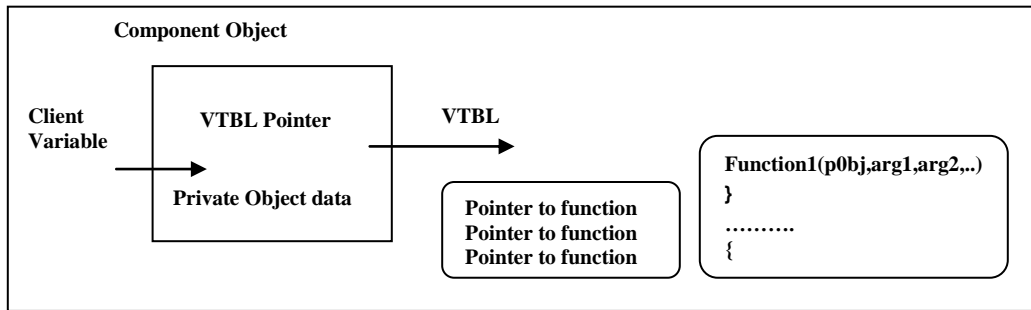 Component Object
Client
Variable
VTBL Pointer
Private Object data
VTBL
Pointer to function
Pointer to function
Pointer to function
Function1(p0bj,arg1,arg2,..)
}
……….
{